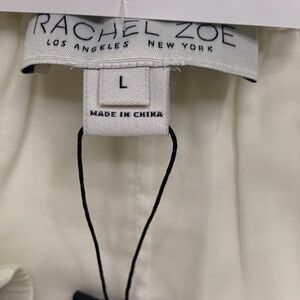 RACHEL ZOE
LOS ANGELES NEW YORK
L
MADE IN CHINA